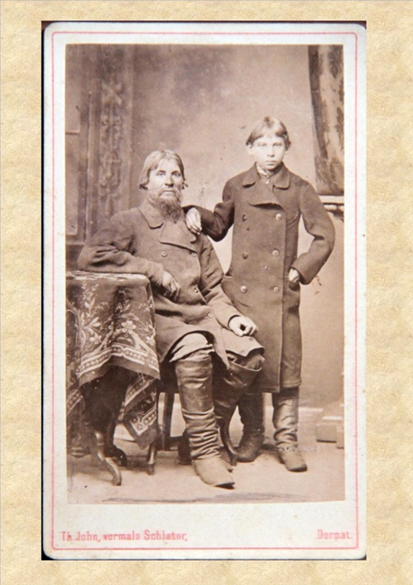 Th. John, vormals Schlater, Dorpat.